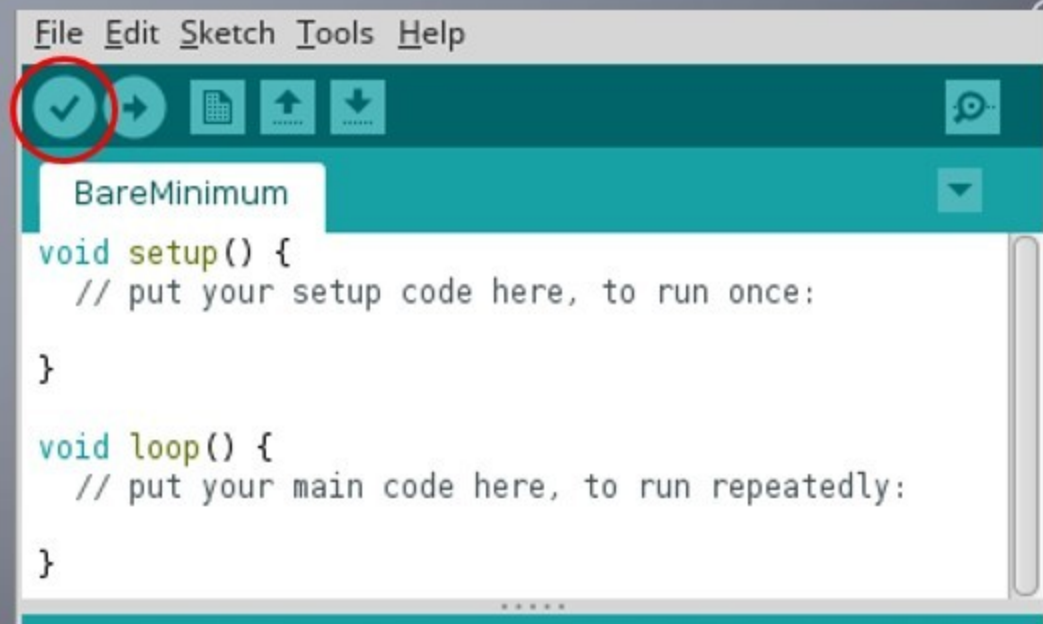 File Edit Sketch Tools Help
BareMinimum
void setup() {
  // put your setup code here, to run once:
}
void loop() {
  // put your main code here, to run repeatedly:
}